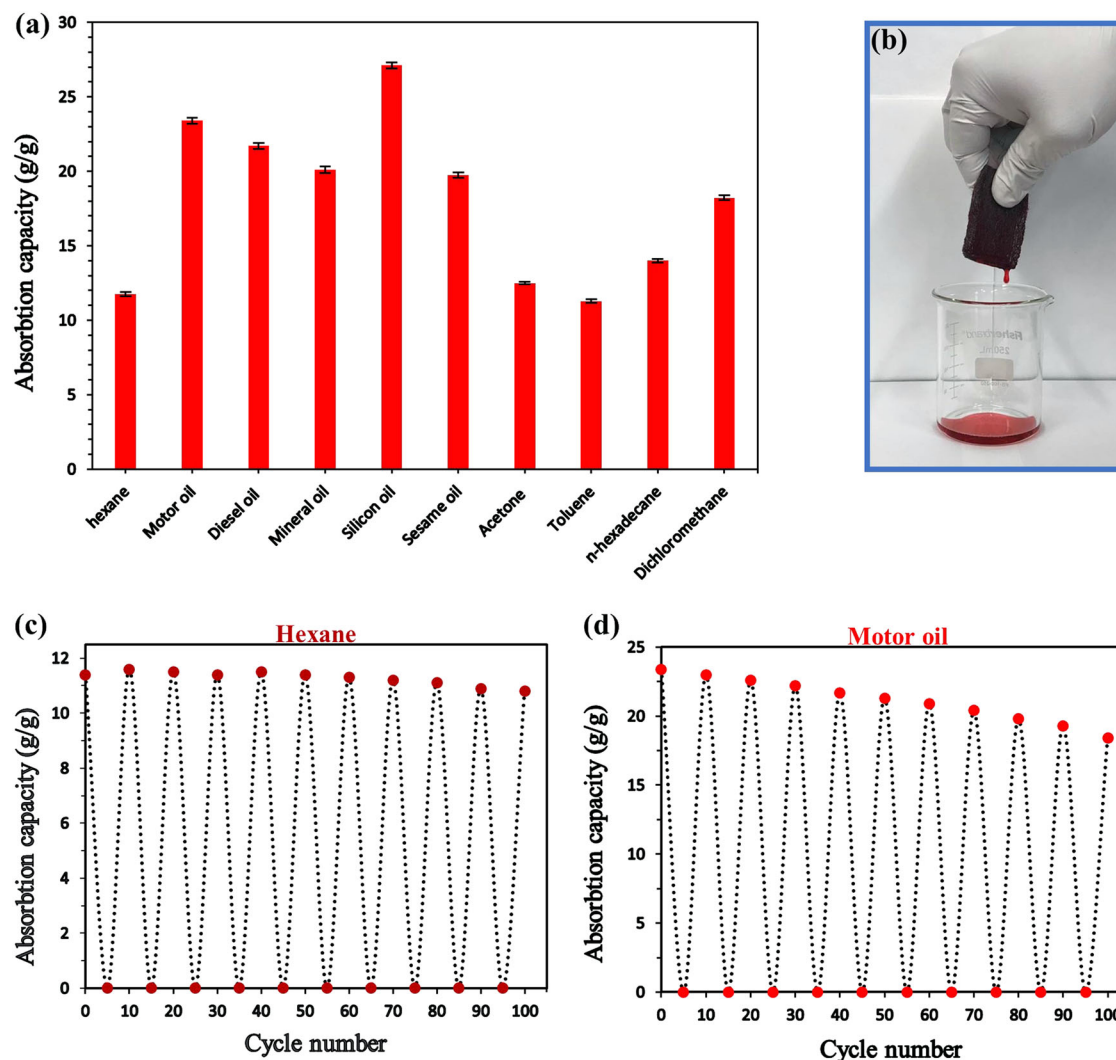 (a)
Absorbtion capacity (g/g)
30
25
20
15
10
5
0
hexane
Motor oil
Diesel oil
Mineral oil
Silicon oil
Sesame oil
Acetone
Toluene
n-hexadecane
Dichloromethane
(b)
250mL
(c)
Hexane
Absorbtion capacity (g/g)
12
10
8
6
4
2
0
0 10 20 30 40 50 60 70 80 90 100
Cycle number
(d)
Motor oil
Absorbtion capacity (g/g)
25
20
15
10
5
0
0 10 20 30 40 50 60 70 80 90 100
Cycle number